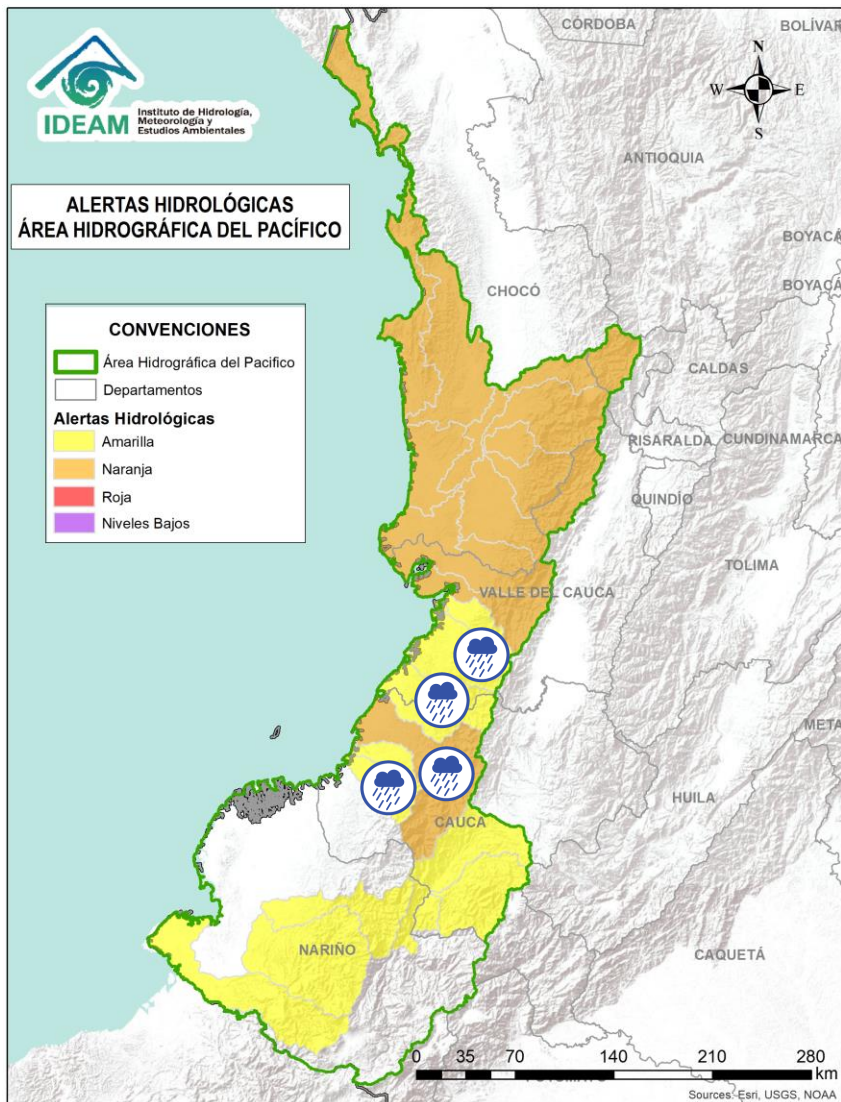 CÓRDOBA
BOLÍVAR
IDEAM
Instituto de Hidrología,
Meteorología y
Estudios Ambientales
N
W E
S
ANTIOQUIA
ALERTAS HIDROLÓGICAS
ÁREA HIDROGRÁFICA DEL PACÍFICO
BOYACÁ
BOYACÁ
CHOCÓ
CONVENCIONES
Área Hidrográfica del Pacifico
Departamentos
Alertas Hidrológicas
Amarilla
Naranja
Roja
Niveles Bajos
CALDAS
RISARALDA
CUNDINAMARCA
QUINDÍO
TOLIMA
VALLE DEL CAUCA
META
HUILA
CAUCA
NARIÑO
CAQUETÁ
0 35 70 140 210 280
km
Sources: Esri, USGS, NOAA